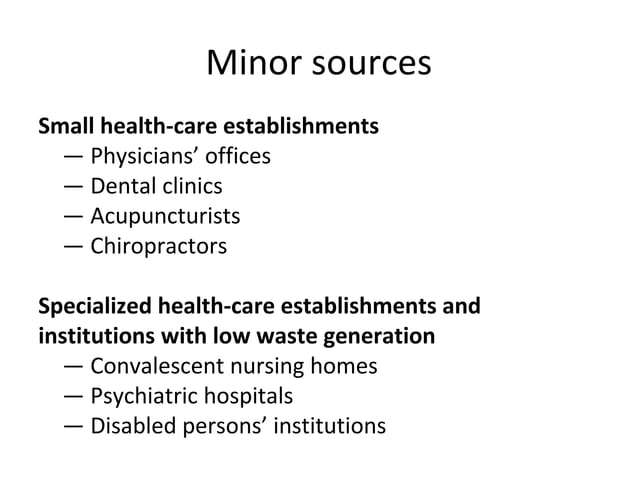 Minor sources
Small health-care establishments
— Physicians’ offices
— Dental clinics
— Acupuncturists
— Chiropractors
Specialized health-care establishments and
institutions with low waste generation
— Convalescent nursing homes
— Psychiatric hospitals
— Disabled persons’ institutions